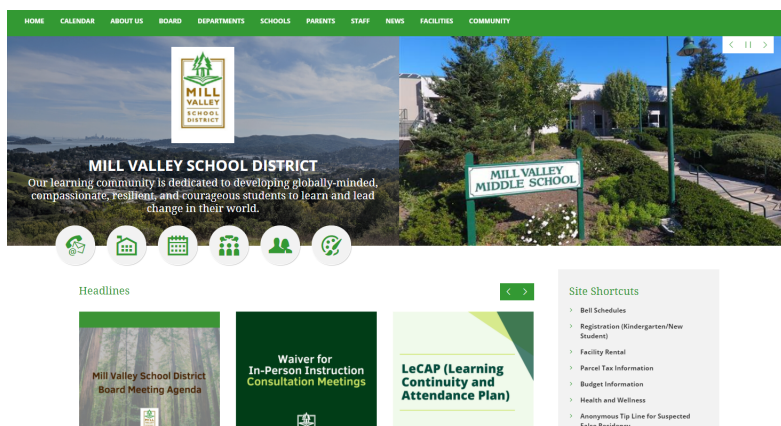 HOME CALENDAR ABOUT US BOARD DEPARTMENTS SCHOOLS PARENTS STAFF NEWS FACILITIES COMMUNITY
MILL
VALLEY
SCHOOL
DISTRICT
MILL VALLEY SCHOOL DISTRICT
Our learning community is dedicated to developing globally-minded,
compassionate, resilient, and courageous students to learn and lead
change in their world.
MILL VALLEY
MIDDLE SCHOOL
@
Headlines
Mill Valley School District
Board Meeting Agenda
Waiver for
In-Person Instruction
Consultation Meetings
LeCAP (Learning
Continuity and
Attendance Plan)
Site Shortcuts
Bell Schedules
Registration (Kindergarten/New
Student)
Facility Rental
Parcel Tax Information
Budget Information
Health and Wellness
Anonymous Tip Line for Suspected
False Residency